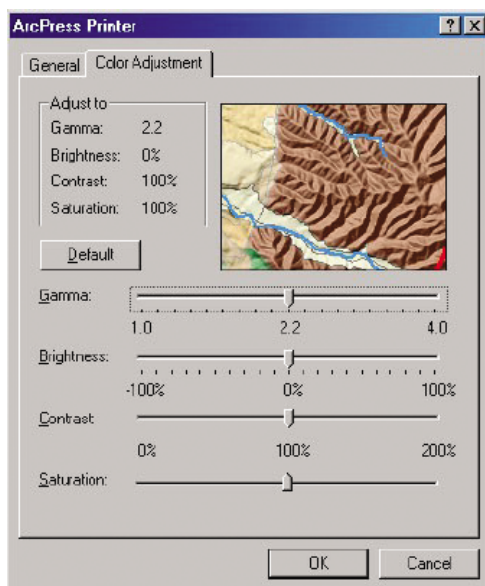 ArcPress Printer
General
Color Adjustment
Adjust to
Gamma: 2.2
Brightness: 0%
Contrast: 100%
Saturation: 100%
Default
Gamma:
1.0 2.2 4.0
Brightness:
-100% 0% 100%
Contrast
0% 100% 200%
Saturation:
OK Cancel